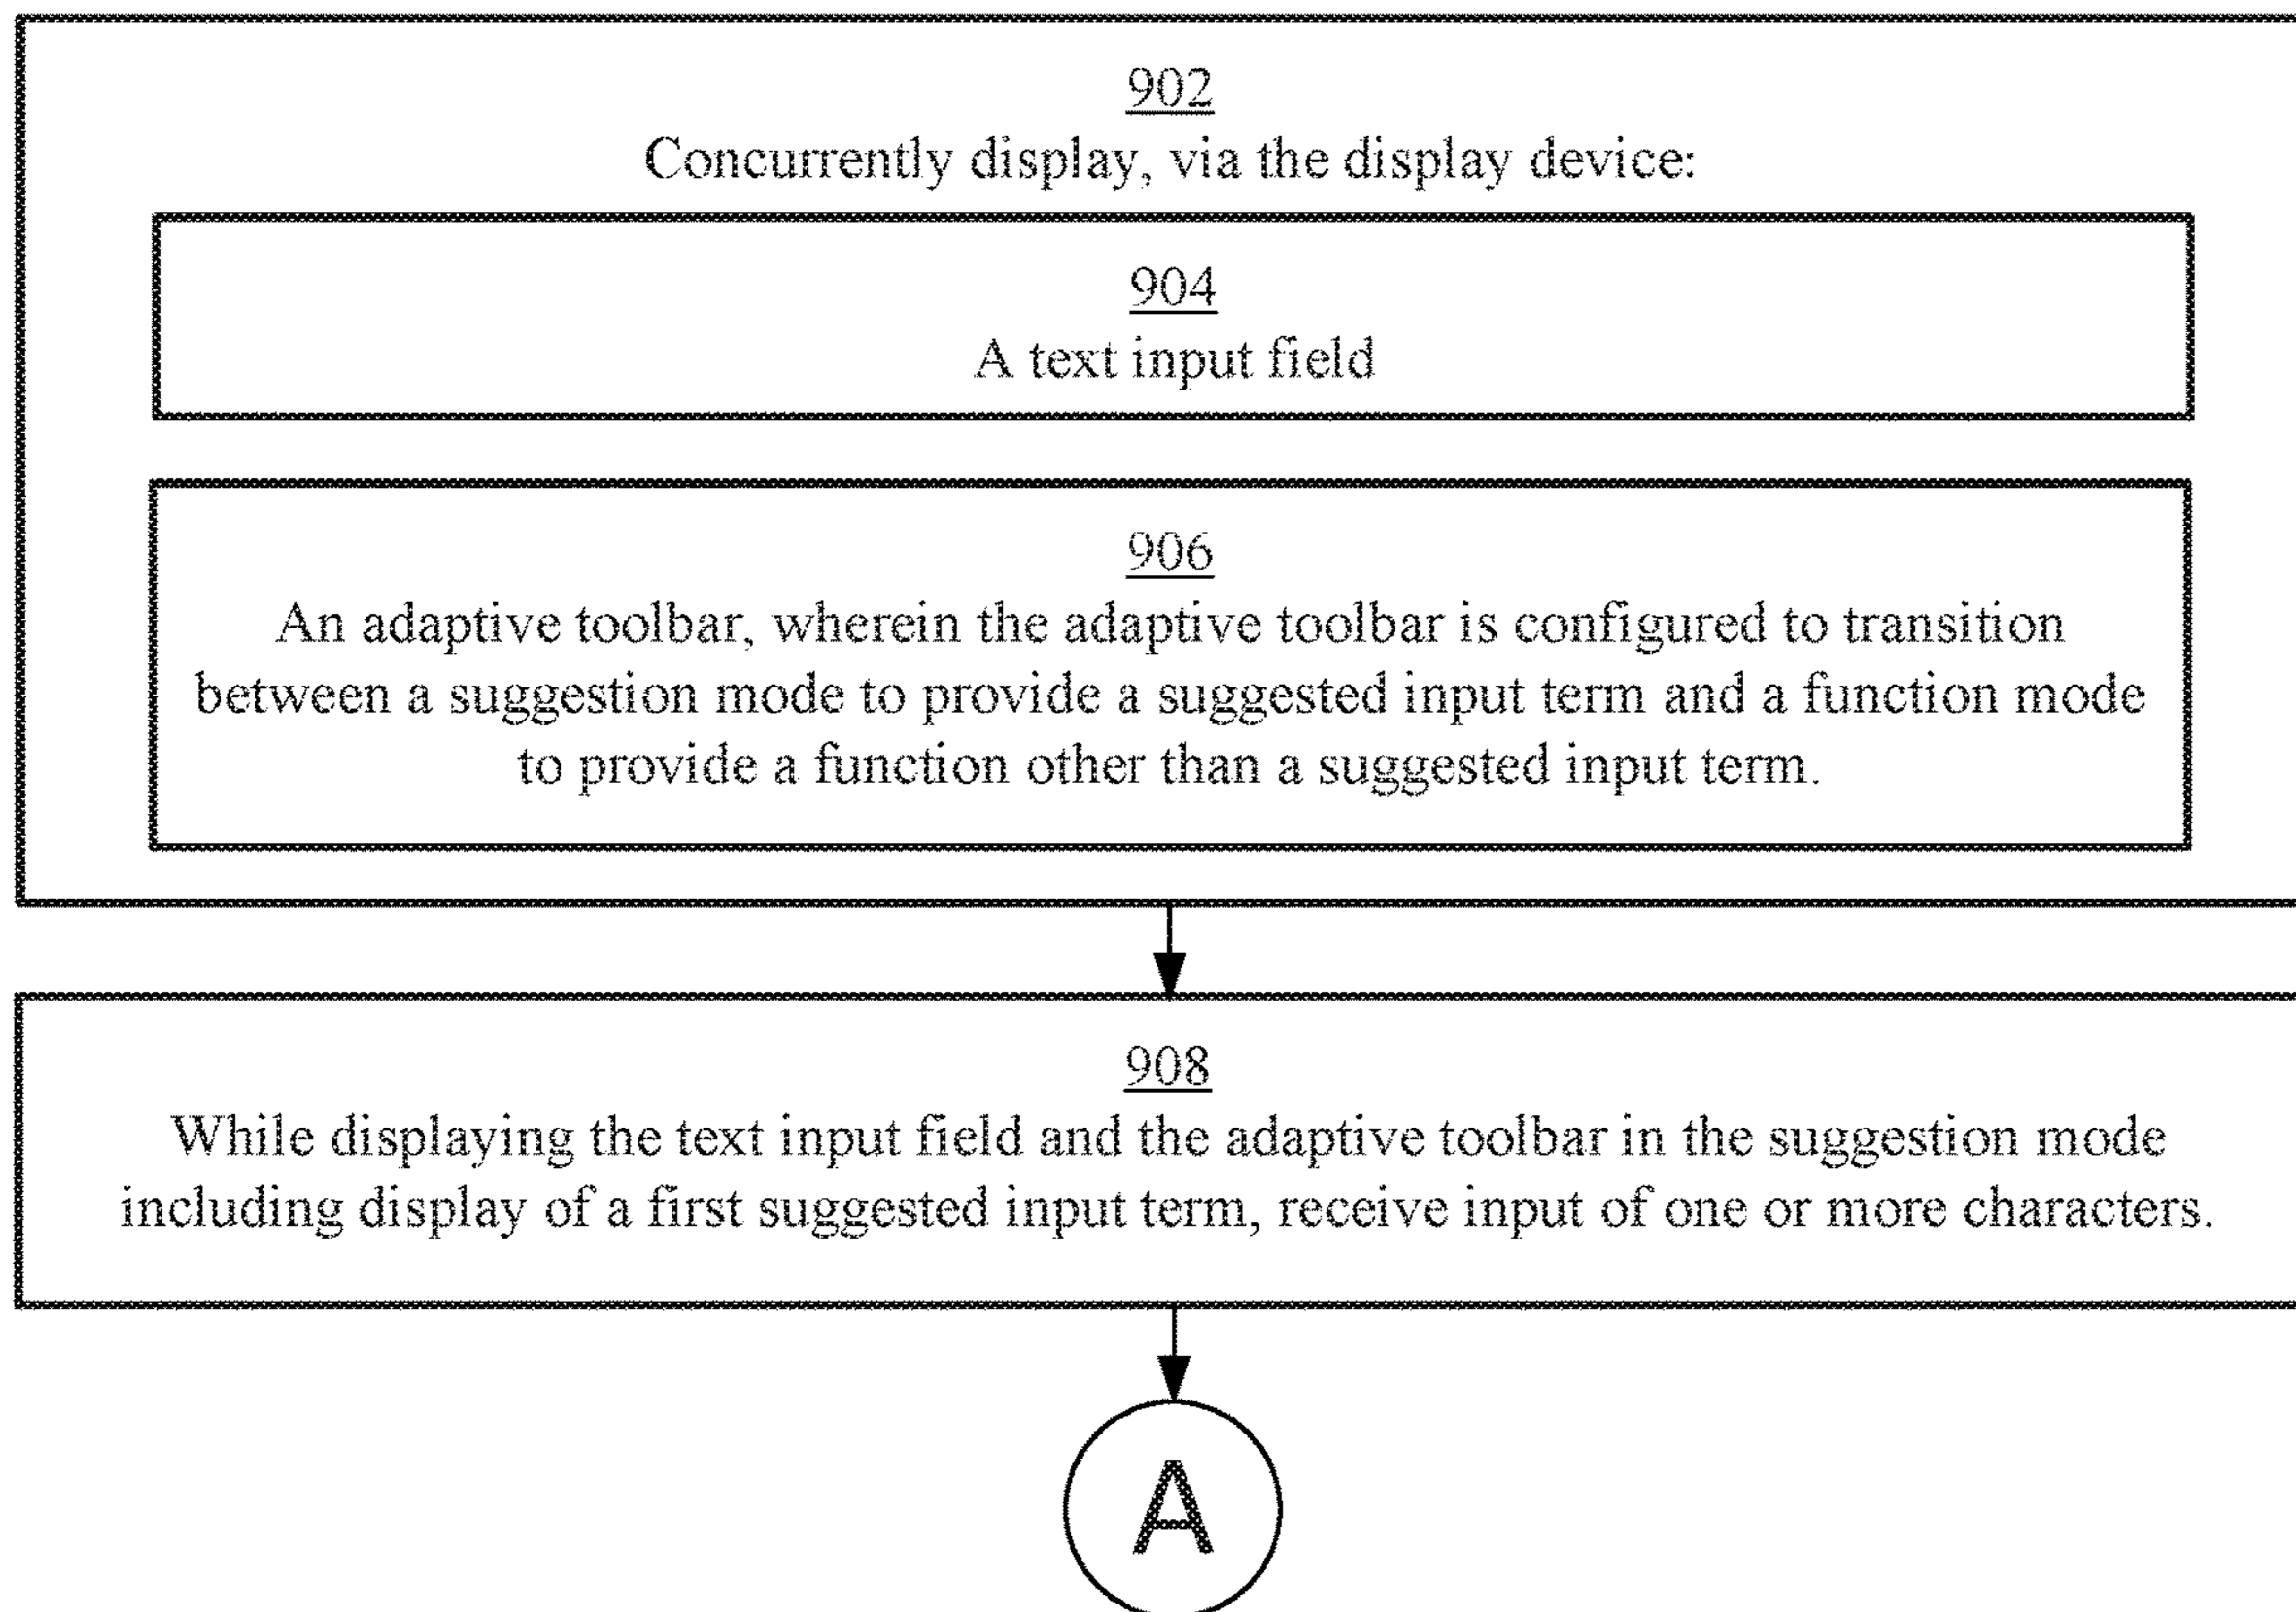 902
Concurrently display, via the display device:
904
A text input field
906
An adaptive toolbar, wherein the adaptive toolbar is configured to transition
between a suggestion mode to provide a suggested input term and a function mode
to provide a function other than a suggested input term.
908
While displaying the text input field and the adaptive toolbar in the suggestion mode
including display of a first suggested input term, receive input of one or more characters.
A